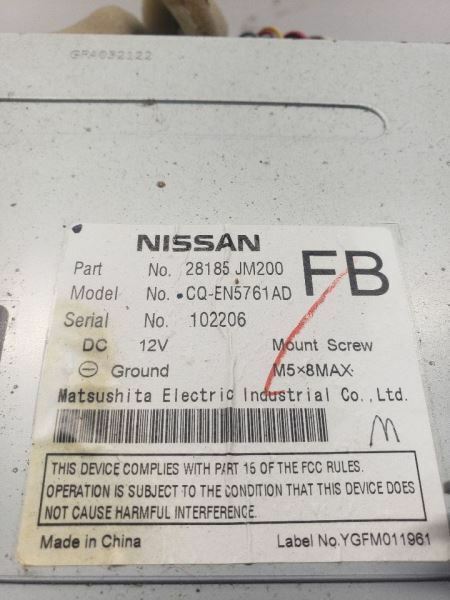 GPA032122
NISSAN
Part No. 28185 JM200
FB
Model No. CQ-EN5761AD
Serial No. 102206
DC 12V Mount Screw
⊖ Ground M5×8MAX
Matsushita Electric Industrial Co., Ltd.
M
THIS DEVICE COMPLIES WITH PART 15 OF THE FCC RULES.
OPERATION IS SUBJECT TO THE CONDITION THAT THIS DEVICE DOES
NOT CAUSE HARMFUL INTERFERENCE.
Made in China Label No.YGFM011961